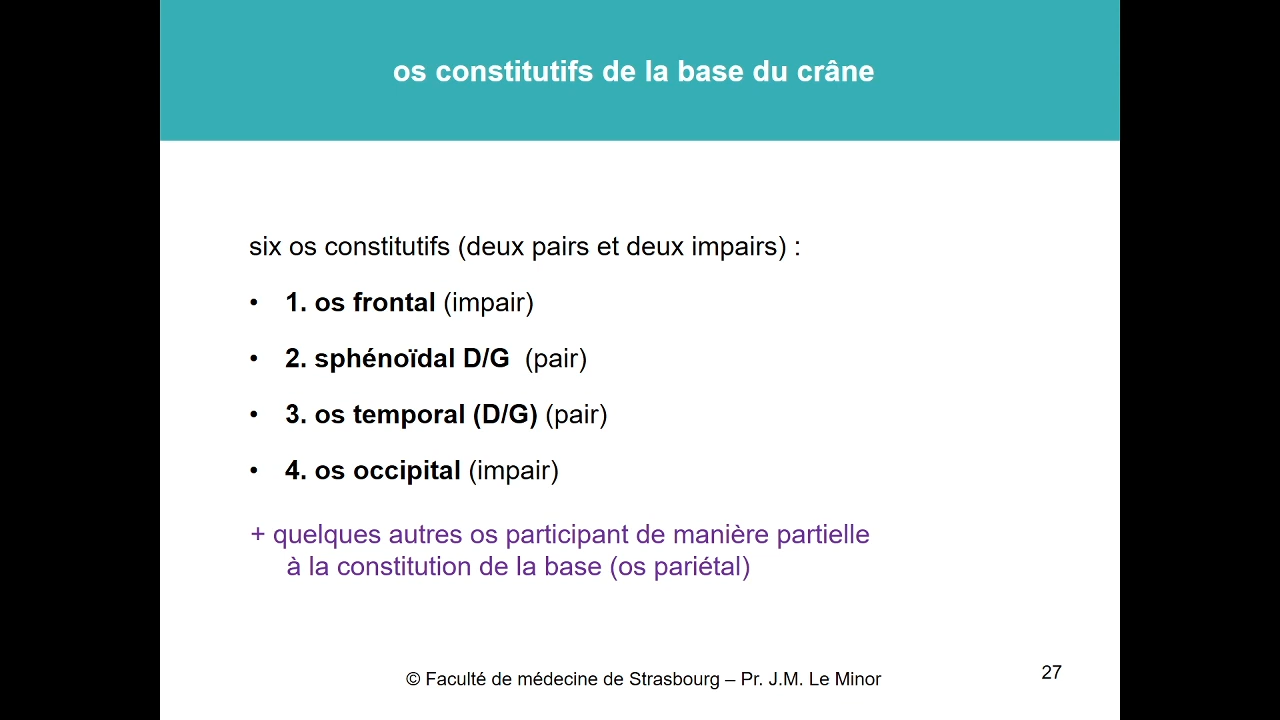 os constitutifs de la base du crâne
six os constitutifs (deux pairs et deux impairs) :
• 1. os frontal (impair)
• 2. sphénoïdal D/G (pair)
• 3. os temporal (D/G) (pair)
• 4. os occipital (impair)
+ quelques autres os participant de manière partielle
à la constitution de la base (os pariétal)
© Faculté de médecine de Strasbourg – Pr. J.M. Le Minor
27